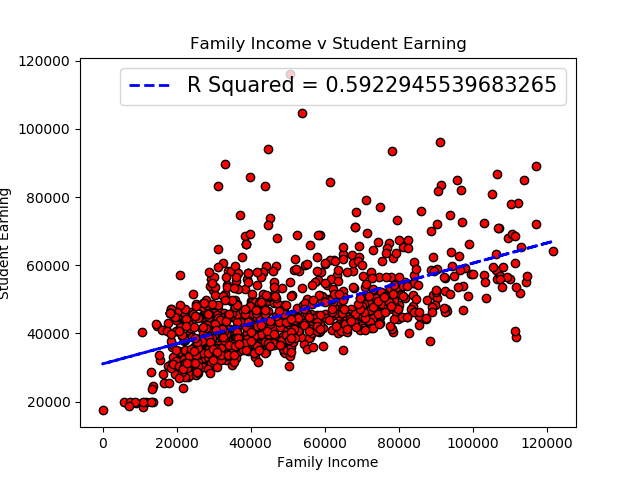 Family Income v Student Earning
R Squared = 0.5922945539683265
120000
100000
80000
60000
40000
20000
Student Earning
0 20000 40000 60000 80000 100000 120000
Family Income